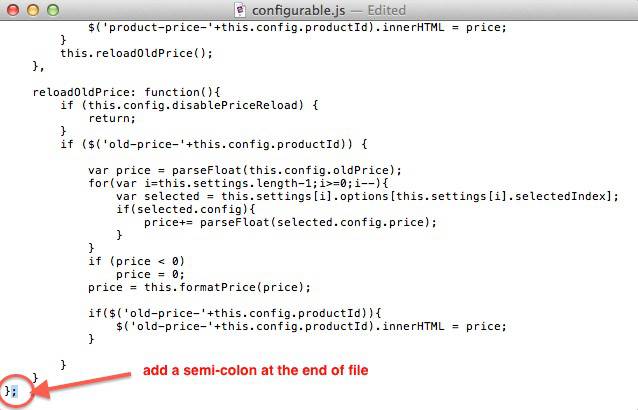 configurable.js — Edited
$('product-price-'+this.config.productId).innerHTML = price;
}
this.reloadOldPrice();
},
reloadOldPrice: function(){
if (this.config.disablePriceReload) {
return;
}
if ($('old-price-'+this.config.productId)) {
var price = parseFloat(this.config.oldPrice);
for(var i=this.settings.length-1;i>=0;i--){
var selected = this.settings[i].options[this.settings[i].selectedIndex];
if(selected.config){
price+= parseFloat(selected.config.price);
}
}
if (price < 0)
price = 0;
price = this.formatPrice(price);
if($('old-price-'+this.config.productId)){
$('old-price-'+this.config.productId).innerHTML = price;
}
}
}
};
add a semi-colon at the end of file